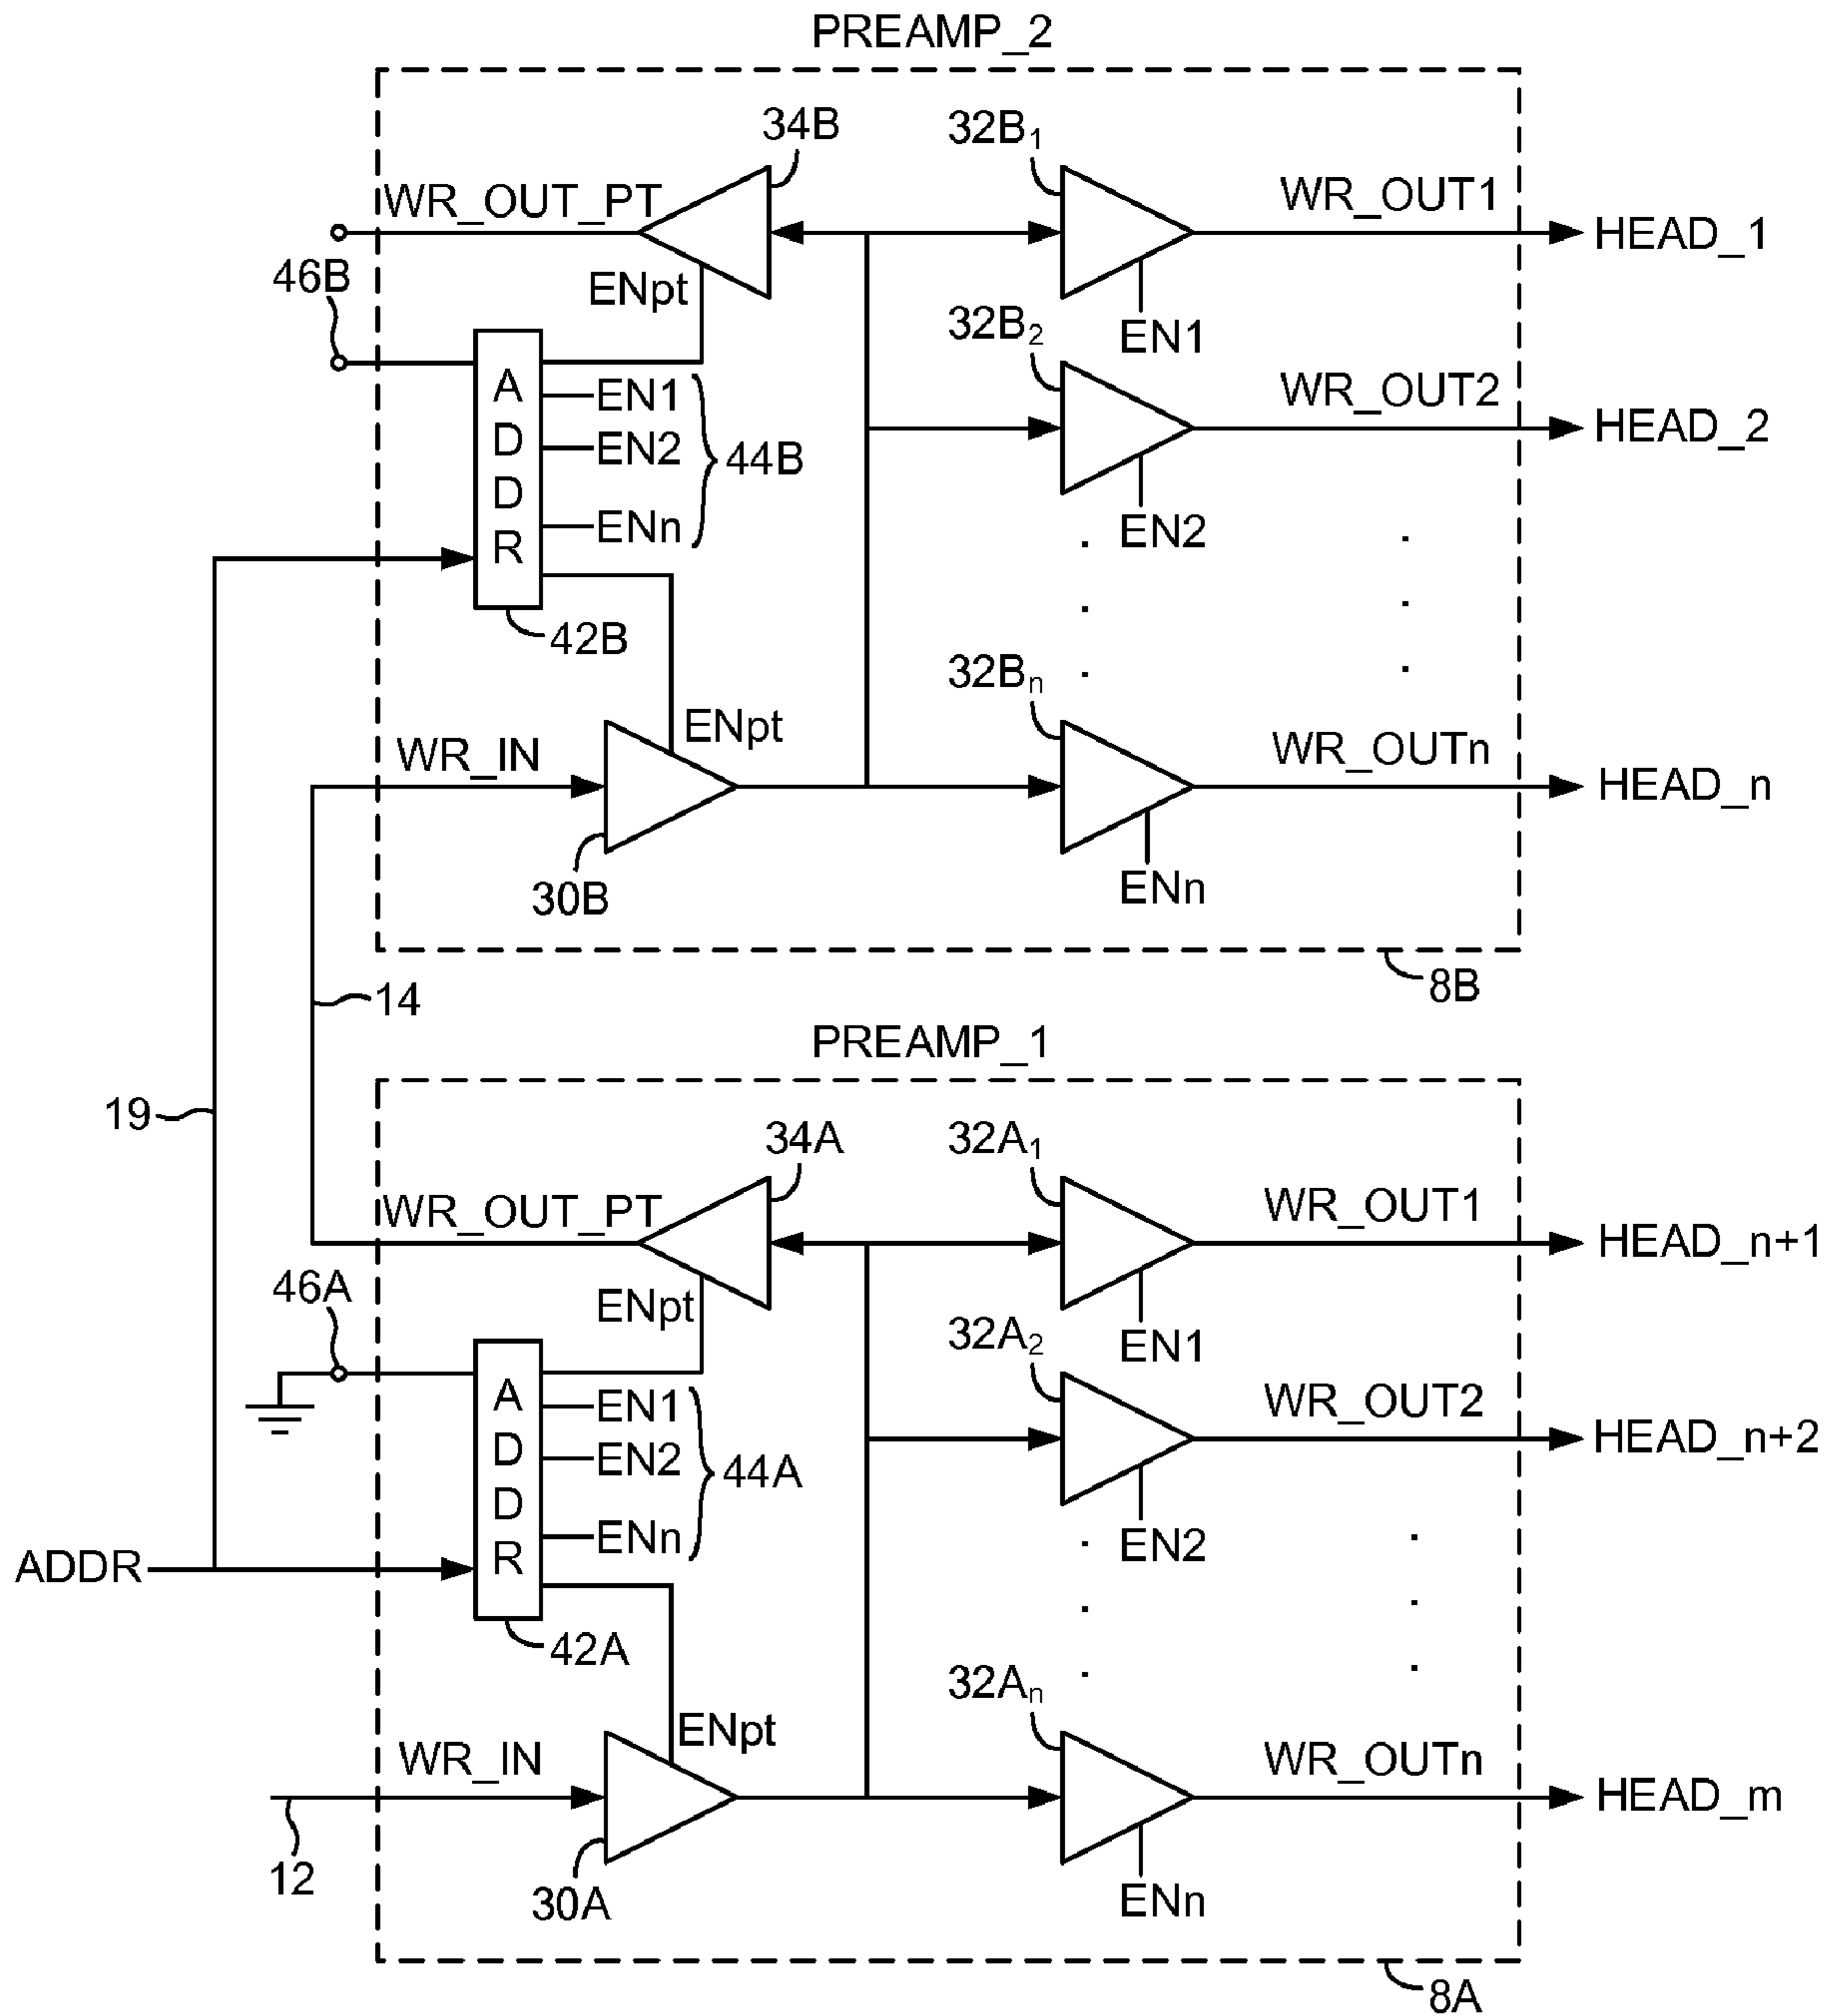 PREAMP_2
34B
32B1
WR_OUT_PT
WR_OUT1
HEAD_1
46B
ENpt
EN1
32B2
A
D
D
R
EN1
EN2
ENn
44B
WR_OUT2
HEAD_2
EN2
42B
32Bn
ENpt
WR_IN
WR_OUTn
HEAD_n
30B
ENn
8B
14
PREAMP_1
19
34A
32A1
WR_OUT_PT
WR_OUT1
HEAD_n+1
46A
ENpt
EN1
32A2
A
D
D
R
EN1
EN2
ENn
44A
WR_OUT2
HEAD_n+2
EN2
ADDR
42A
32An
ENpt
WR_IN
WR_OUTn
HEAD_m
12
30A
ENn
8A